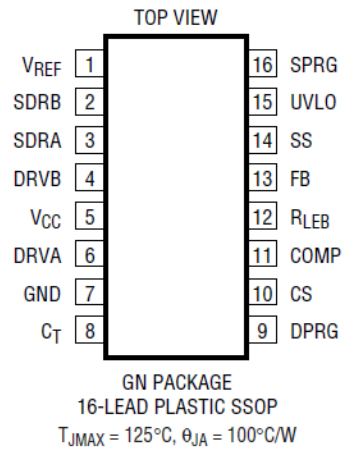 TOP VIEW
VREF 1 16 SPRG
SDRB 2 15 UVLO
SDRA 3 14 SS
DRVB 4 13 FB
VCC 5 12 RLEB
DRVA 6 11 COMP
GND 7 10 CS
CT 8 9 DPRG
GN PACKAGE
16-LEAD PLASTIC SSOP
TJMAX = 125°C, θJA = 100°C/W